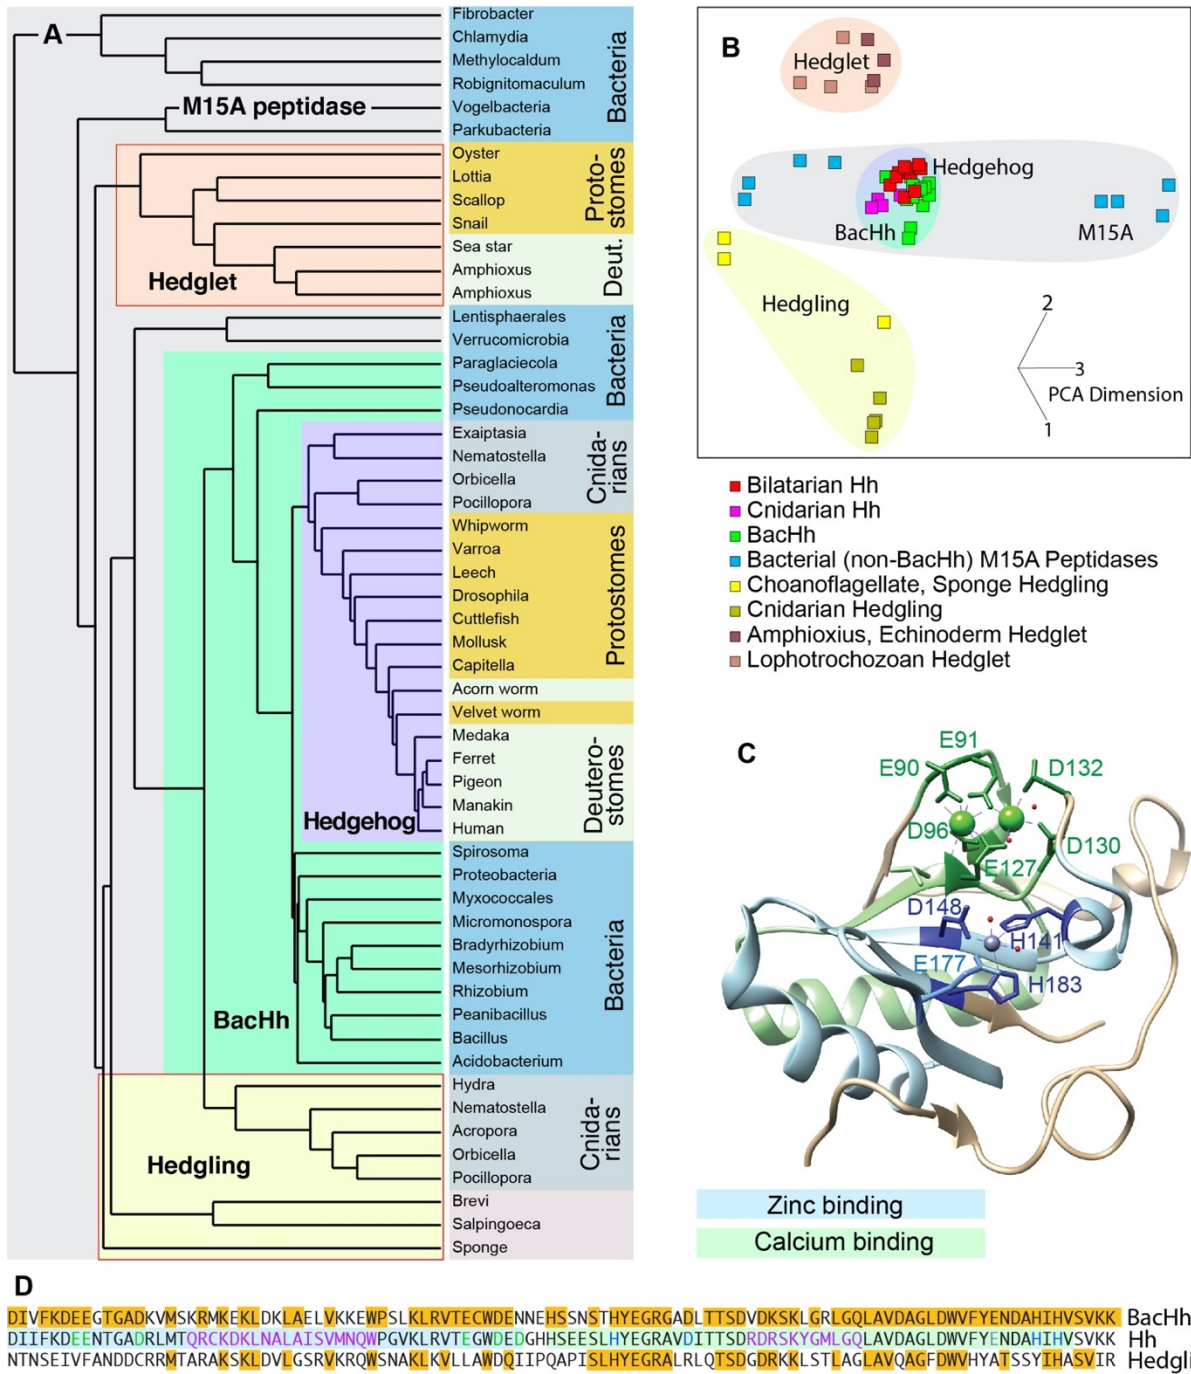 A
Fibrobacter
Chlamydia
Methylocaldum
Robignitomaculum
M15A peptidase
Vogelbacteria
Parkubacteria
Bacteria
Oyster
Lottia
Scallop
Snail
Proto-
stomes
Sea star
Amphioxus
Amphioxus
Deut.
Hedglet
Lentisphaerales
Verrucomicrobia
Paraglaciecola
Pseudoalteromonas
Pseudonocardia
Bacteria
Exaiptasia
Nematostella
Orbicella
Pocillopora
Cnida-
rians
Whipworm
Varroa
Leech
Drosophila
Cuttlefish
Mollusk
Capitella
Protostomes
Acorn worm
Velvet worm
Medaka
Ferret
Pigeon
Manakin
Human
Deutero-
stomes
Hedgehog
Spirosoma
Proteobacteria
Myxococcales
Micromonospora
Bradyrhizobium
Mesorhizobium
Rhizobium
Peanibacillus
Bacillus
Acidobacterium
Bacteria
BacHh
Hydra
Nematostella
Acropora
Orbicella
Pocillopora
Cnida-
rians
Hedgling
Brevi
Salpingoeca
Sponge
B
Hedglet
Hedgehog
BacHh
M15A
Hedgling
2
3
PCA Dimension
1
Bilatarian Hh
Cnidarian Hh
BacHh
Bacterial (non-BacHh) M15A Peptidases
Choanoflagellate, Sponge Hedgling
Cnidarian Hedgling
Amphioxius, Echinoderm Hedglet
Lophotrochozoan Hedglet
C
E91
E90
D132
D96
D130
E127
D148
H141
E177
H183
Zinc binding
Calcium binding
D
DIVFKDEEGTGADKVMSKRMKEKLDKLAELVKKEWPSLKLRVTECWDENNEHSSNSTHYEGRGADLTTSDVDKSKLGRLGQLAVDAGLDWVFYENDAHIHVSVKK BacHh
DIIFKDEENTGADRLMTQRCKDKLNALAISVMNQWPGVKLRVTEGWDEDGHHSEESLHYEGRAVDITTSDRDRSKYGMLGQLAVDAGLDWVFYENDAHIHVSVKK Hh
NTNSEIVFANDDCRRMTARAKSKLDVLGSRVKRQWSNAKLKVLLAWDQIIPQAPISLHYEGRALRLQTSDGDRKKLSTLAGLAVQAGFDWVHYATSSYIHASVIR Hedgli